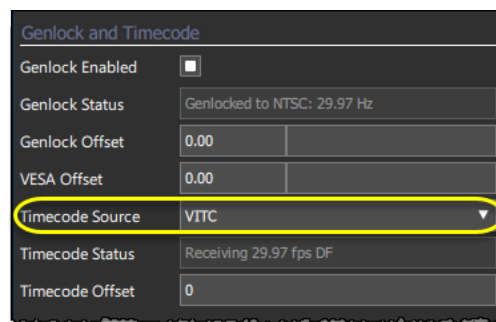 Genlock and Timecode
Genlock Enabled
Genlock Status Genlocked to NTSC: 29.97 Hz
Genlock Offset 0.00
VESA Offset 0.00
Timecode Source VITC
Timecode Status Receiving 29.97 fps DF
Timecode Offset 0